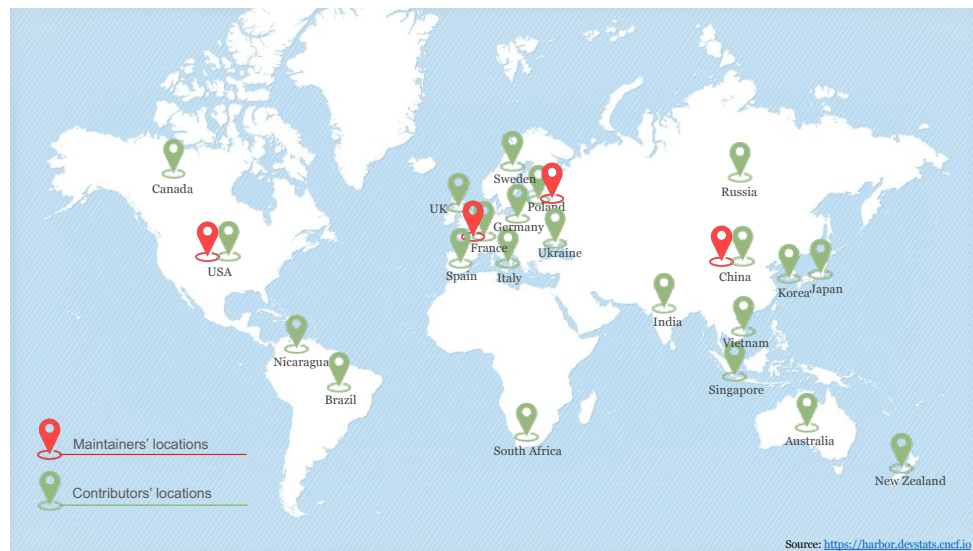 Canada
Sweden
Russia
UK
Poland
Germany
France
Ukraine
USA
Spain
Italy
China
Korea
Japan
India
Nicaragua
Vietnam
Brazil
Singapore
South Africa
Australia
New Zealand
Maintainers' locations
Contributors' locations
Source: https://harbor.devstats.cncf.io